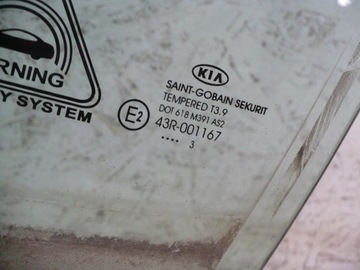 RNING
Y SYSTEM
KIA
SAINT-GOBAIN SEKURIT
TEMPERED T3.9
DOT 618 M391 AS2
E2 43R-001167
.... 3